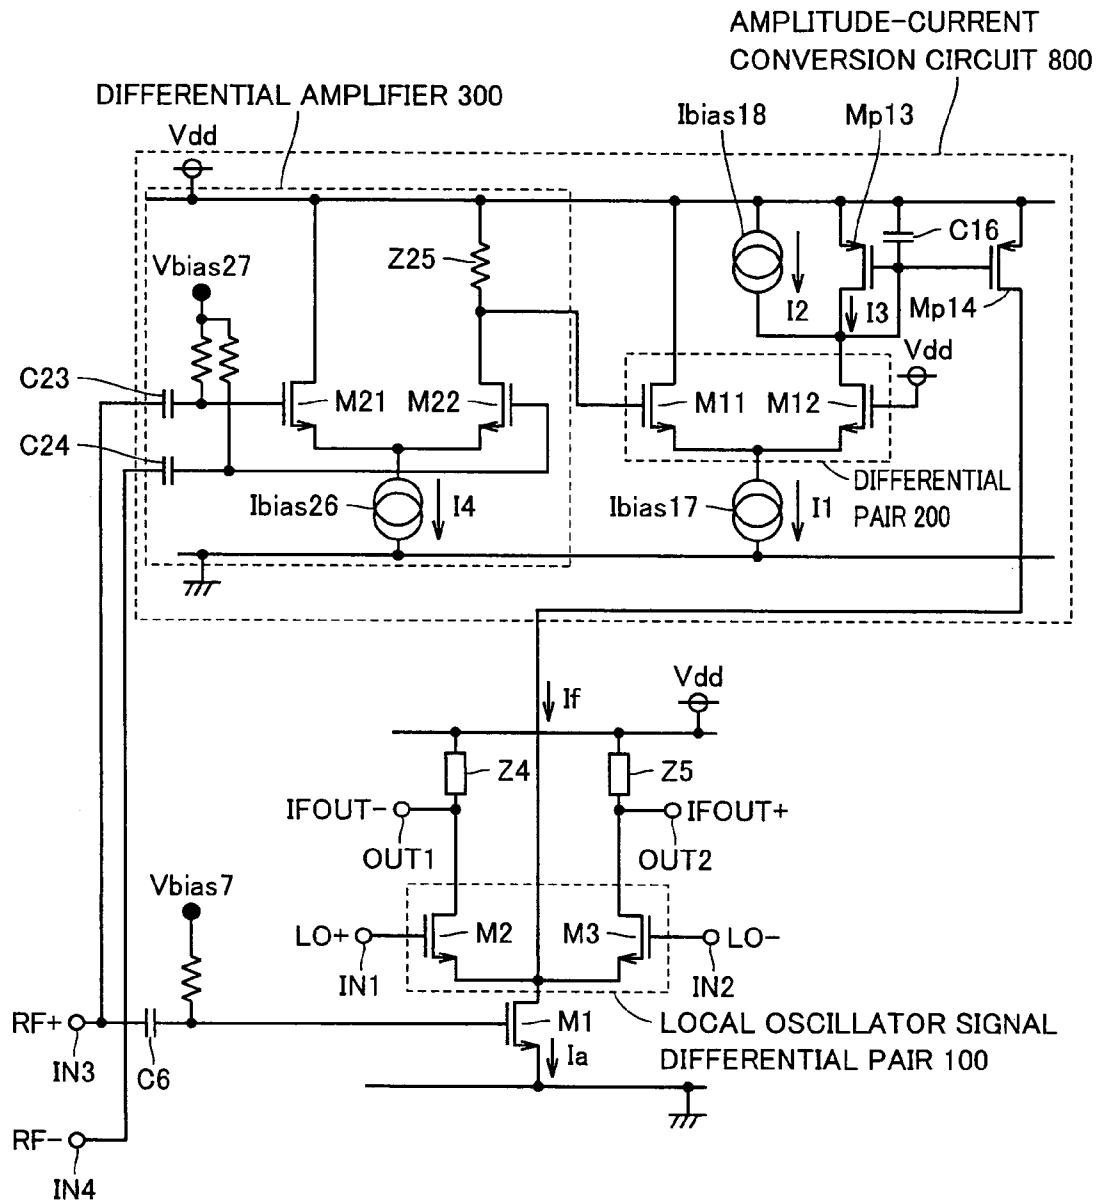 AMPLITUDE-CURRENT
CONVERSION CIRCUIT 800
DIFFERENTIAL AMPLIFIER 300
Ibias18
Mp13
Vdd
C16
Z25
Vbias27
I2
I3
Mp14
Vdd
C23
M21
M22
M11
M12
C24
Ibias26
I4
Ibias17
I1
DIFFERENTIAL
PAIR 200
If
Vdd
Z4
Z5
IFOUT-
IFOUT+
OUT1
OUT2
Vbias7
LO+
M2
M3
LO-
IN1
IN2
RF+
M1
LOCAL OSCILLATOR SIGNAL
DIFFERENTIAL PAIR 100
IN3
C6
Ia
RF-
IN4